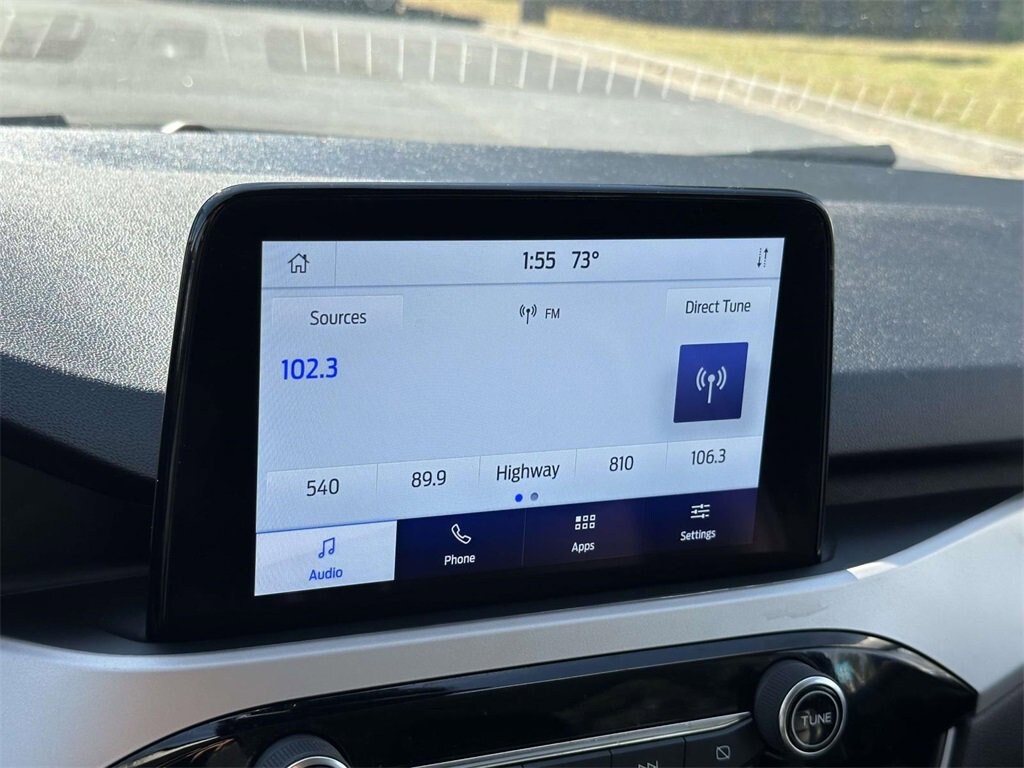 1:55 73°
Sources
FM
Direct Tune
102.3
540
89.9
Highway
810
106.3
Audio
Phone
Apps
Settings
TUNE